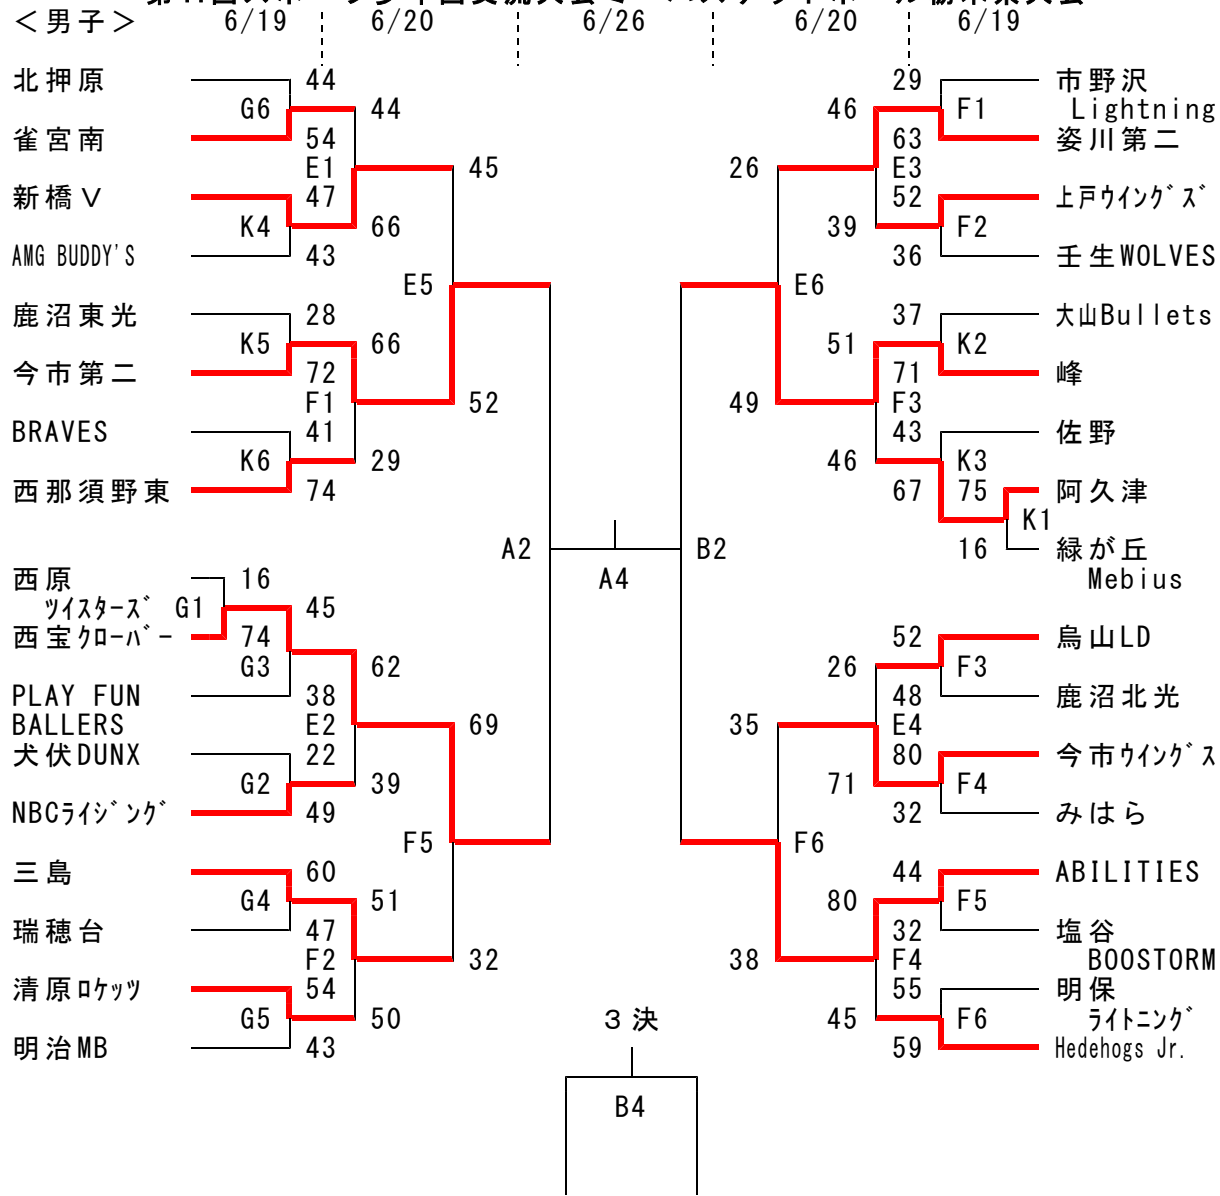 ＜男子＞ 6/19 6/20 6/26 6/20 6/19
北押原 44 29 市野沢
G6 44 46 F1 Lightning
雀宮南 54 63 姿川第二
E1 45 26 E3
新橋Ｖ 47 52 上戸ｳｲﾝｸﾞｽﾞ
K4 66 39 F2
AMG BUDDY'S 43 36 壬生WOLVES
E5 E6
鹿沼東光 28 37 大山Bullets
K5 66 51 K2
今市第二 72 71 峰
F1 52 49 F3
BRAVES 41 43 佐野
K6 29 46 K3
西那須野東 74 67 75 阿久津
K1
A2 B2 16 緑が丘
西原 16 A4 Mebius
ﾂｲｽﾀｰｽﾞ G1 45
西宝ｸﾛｰﾊﾞｰ 74 52 烏山LD
G3 62 26 F3
PLAY FUN 38 48 鹿沼北光
BALLERS E2 69 35 E4
犬伏DUNX 22 80 今市ｳｲﾝｸﾞｽ
G2 39 71 F4
NBCﾗｲｼﾞﾝｸﾞ 49 32 みはら
F5 F6
三島 60 44 ABILITIES
G4 51 80 F5
瑞穂台 47 32 塩谷
F2 32 38 F4 BOOSTORM
清原ﾛｹｯﾂ 54 55 明保
G5 50 3決 45 F6 ﾗｲﾄﾆﾝｸﾞ
明治MB 43 59 Hedehogs Jr.
B4